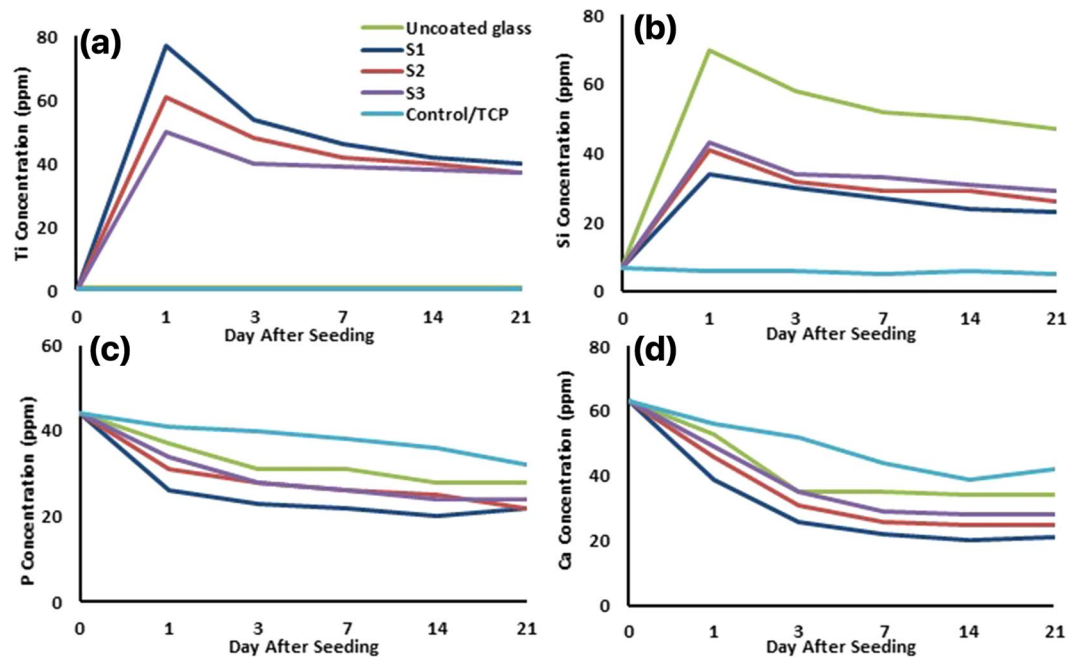 (a)
Uncoated glass
S1
S2
S3
Control/TCP
Ti Concentration (ppm)
80
60
40
20
0
0 1 3 7 14 21
Day After Seeding
(b)
Si Concentration (ppm)
80
60
40
20
0
0 1 3 7 14 21
Day After Seeding
(c)
P Concentration (ppm)
60
40
20
0
0 1 3 7 14 21
Day After Seeding
(d)
Ca Concentration (ppm)
80
60
40
20
0
0 1 3 7 14 21
Day After Seeding